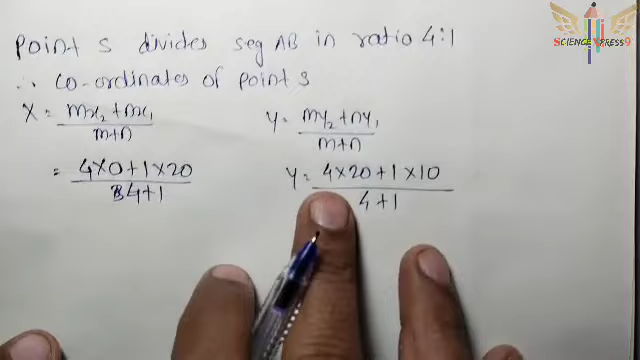 Point S divides seg AB in ratio 4:1
∴ Co-ordinates of point S
X = mx₂+nx₁ / m+n
Y = my₂+ny₁ / m+n
= 4×0+1×20 / 4+1
Y = 4×20+1×10 / 4+1
SCIENCE XPRESS9